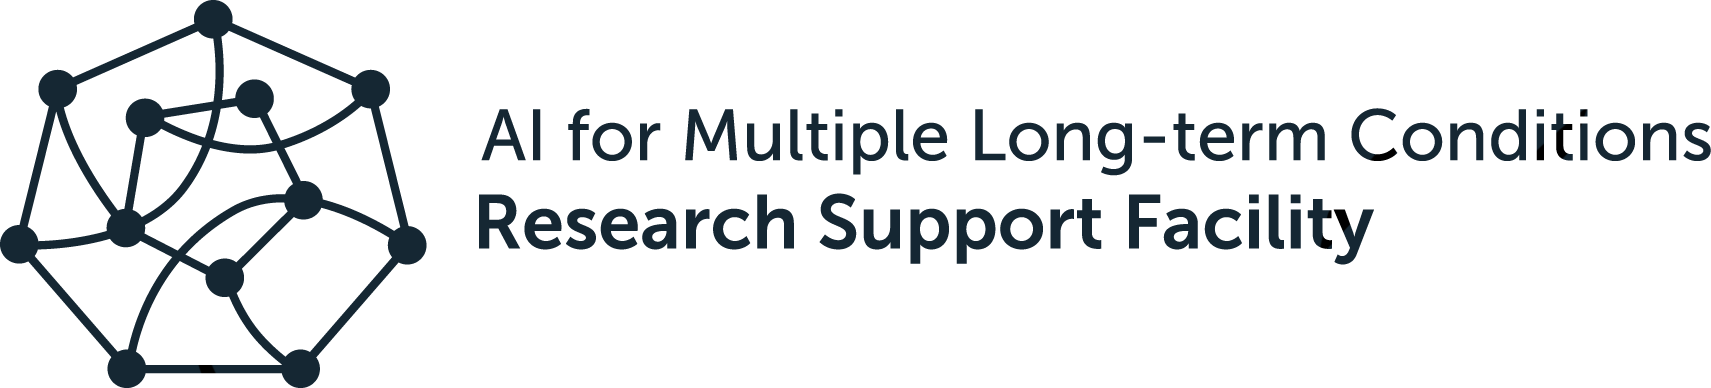 AI for Multiple Long-term Conditions
Research Support Facility